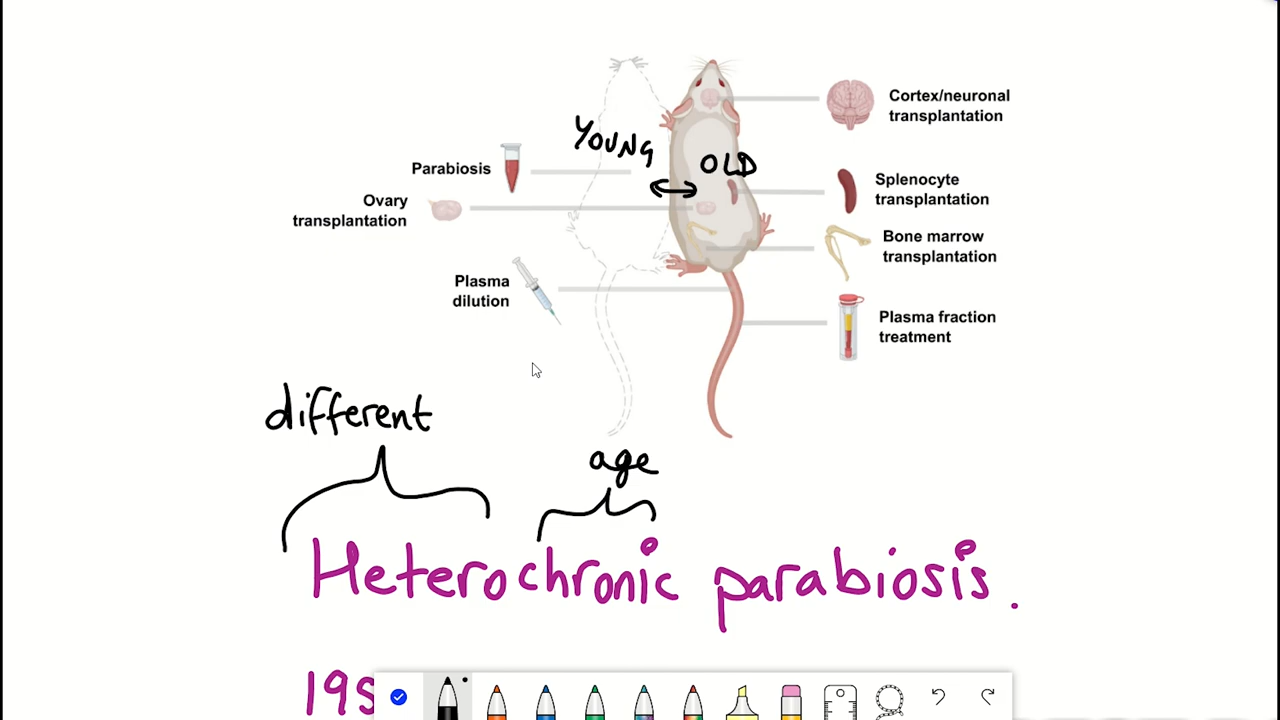 Cortex/neuronal
transplantation
YOUNG
OLD
Parabiosis
Splenocyte
transplantation
Ovary
transplantation
Bone marrow
transplantation
Plasma
dilution
Plasma fraction
treatment
different
age
Heterochronic parabiosis.